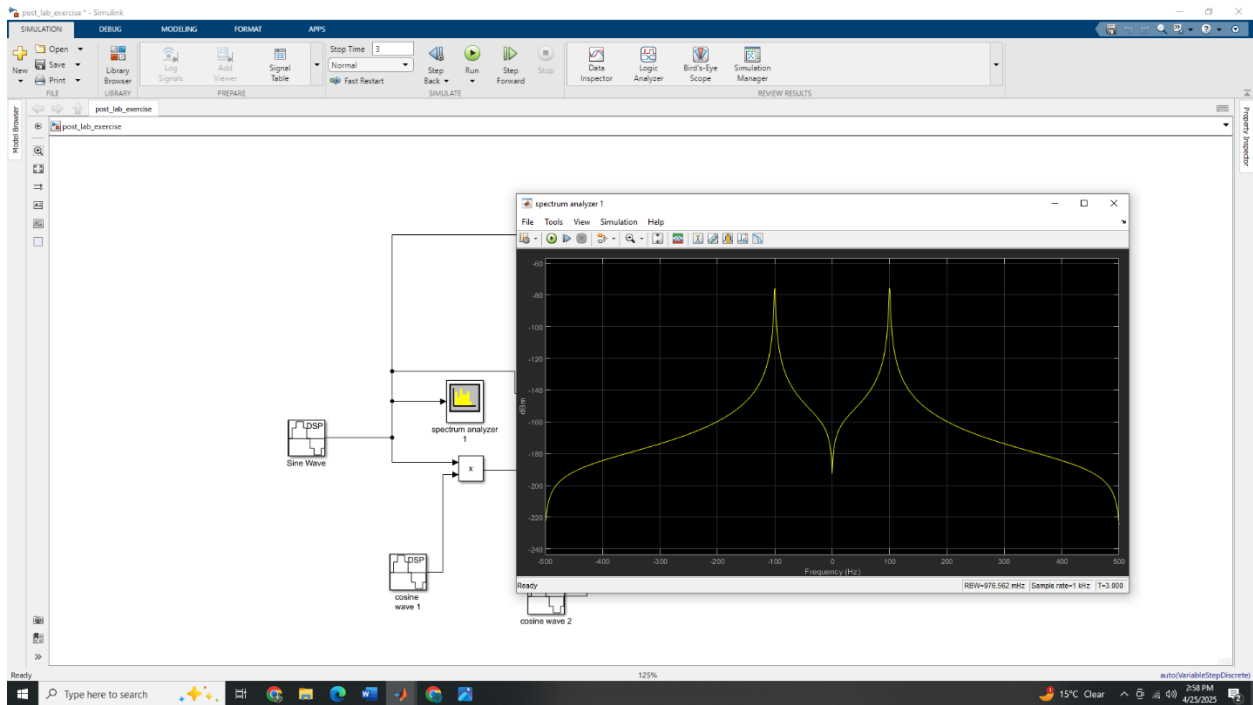 post_lab_exercise * - Simulink
SIMULATION DEBUG MODELING FORMAT APPS
New
Open
Save
Print
FILE
Library Browser
LIBRARY
Log Signals
Add Viewer
Signal Table
PREPARE
Stop Time 3
Normal
Fast Restart
Step Back
Run
Step Forward
Stop
SIMULATE
Data Inspector
Logic Analyzer
Bird's-Eye Scope
Simulation Manager
REVIEW RESULTS
Model Browser
Property Inspector
post_lab_exercise
post_lab_exercise
DSP
Sine Wave
spectrum analyzer
1
x
DSP
cosine
wave 1
cosine wave 2
spectrum analyzer 1
File Tools View Simulation Help
dBm
-60
-80
-100
-120
-140
-160
-180
-200
-220
-240
-500 -400 -300 -200 -100 0 100 200 300 400 500
Frequency (Hz)
Ready
RBW=976.562 mHz Sample rate=1 kHz T=3.000
Ready
125%
auto(VariableStepDiscrete)
Type here to search
15°C Clear
2:58 PM
4/25/2025
2